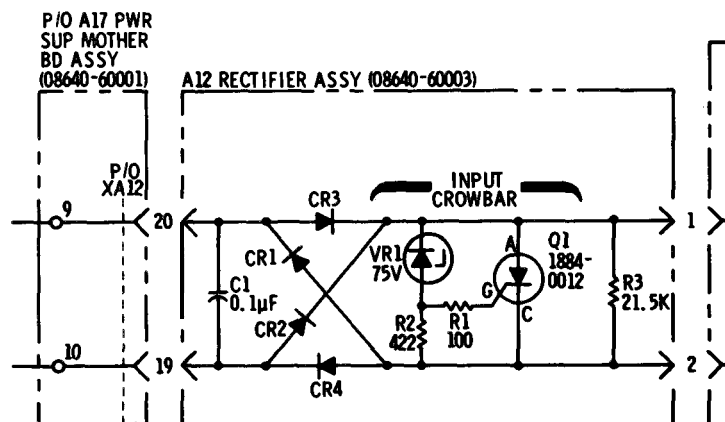 P/O A17 PWR
SUP MOTHER
BD ASSY
(08640-60001)
A12 RECTIFIER ASSY (08640-60003)
P/O
XA12
INPUT
CROWBAR
9
20
CR3
1
CR1
VR1
75V
A
Q1
1884-
0012
C1
0.1µF
G
R3
21.5K
CR2
R2
422
R1
100
C
10
19
CR4
2